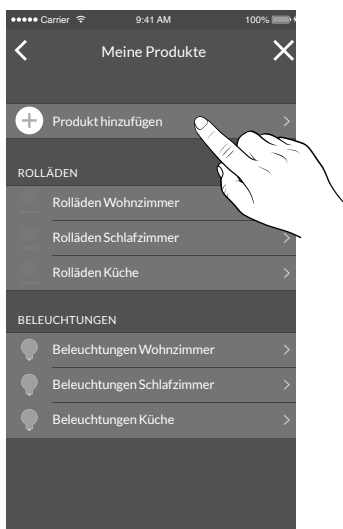 Carrier 9:41 AM 100%
Meine Produkte
Produkt hinzufügen
ROLLÄDEN
Rolläden Wohnzimmer
Rolläden Schlafzimmer
Rolläden Küche
BELEUCHTUNGEN
Beleuchtungen Wohnzimmer
Beleuchtungen Schlafzimmer
Beleuchtungen Küche